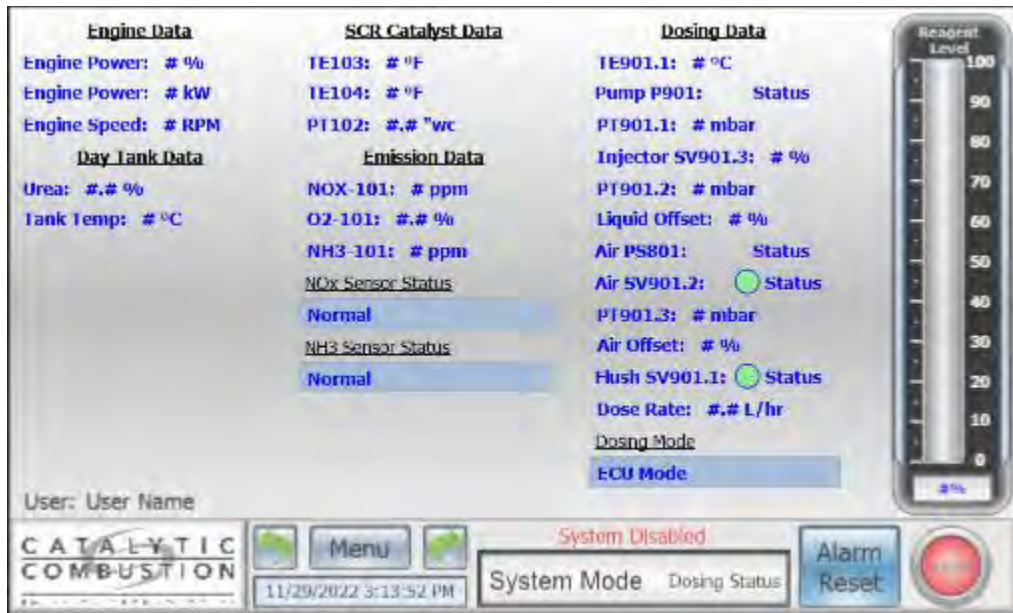 Engine Data
Engine Power: # %
Engine Power: # kW
Engine Speed: # RPM
Day Tank Data
Urea: #.# %
Tank Temp: # ºC
SCR Catalyst Data
TE103: # ºF
TE104: # ºF
PT102: #.# "wc
Emission Data
NOX-101: # ppm
O2-101: #.# %
NH3-101: # ppm
NOx Sensor Status
Normal
NH3 Sensor Status
Normal
Dosing Data
TE901.1: # ºC
Pump P901: Status
PT901.1: # mbar
Injector SV901.3: # %
PT901.2: # mbar
Liquid Offset: # %
Air PS801: Status
Air SV901.2: Status
PT901.3: # mbar
Air Offset: # %
Flush SV901.1: Status
Dose Rate: #.# L/hr
Dosing Mode
ECU Mode
Reagent
Level
100
90
80
70
60
50
40
30
20
10
0
#%
User: User Name
CATALYTIC
COMBUSTION
Menu
11/29/2022 3:13:52 PM
System Disabled
System Mode Dosing Status
Alarm
Reset